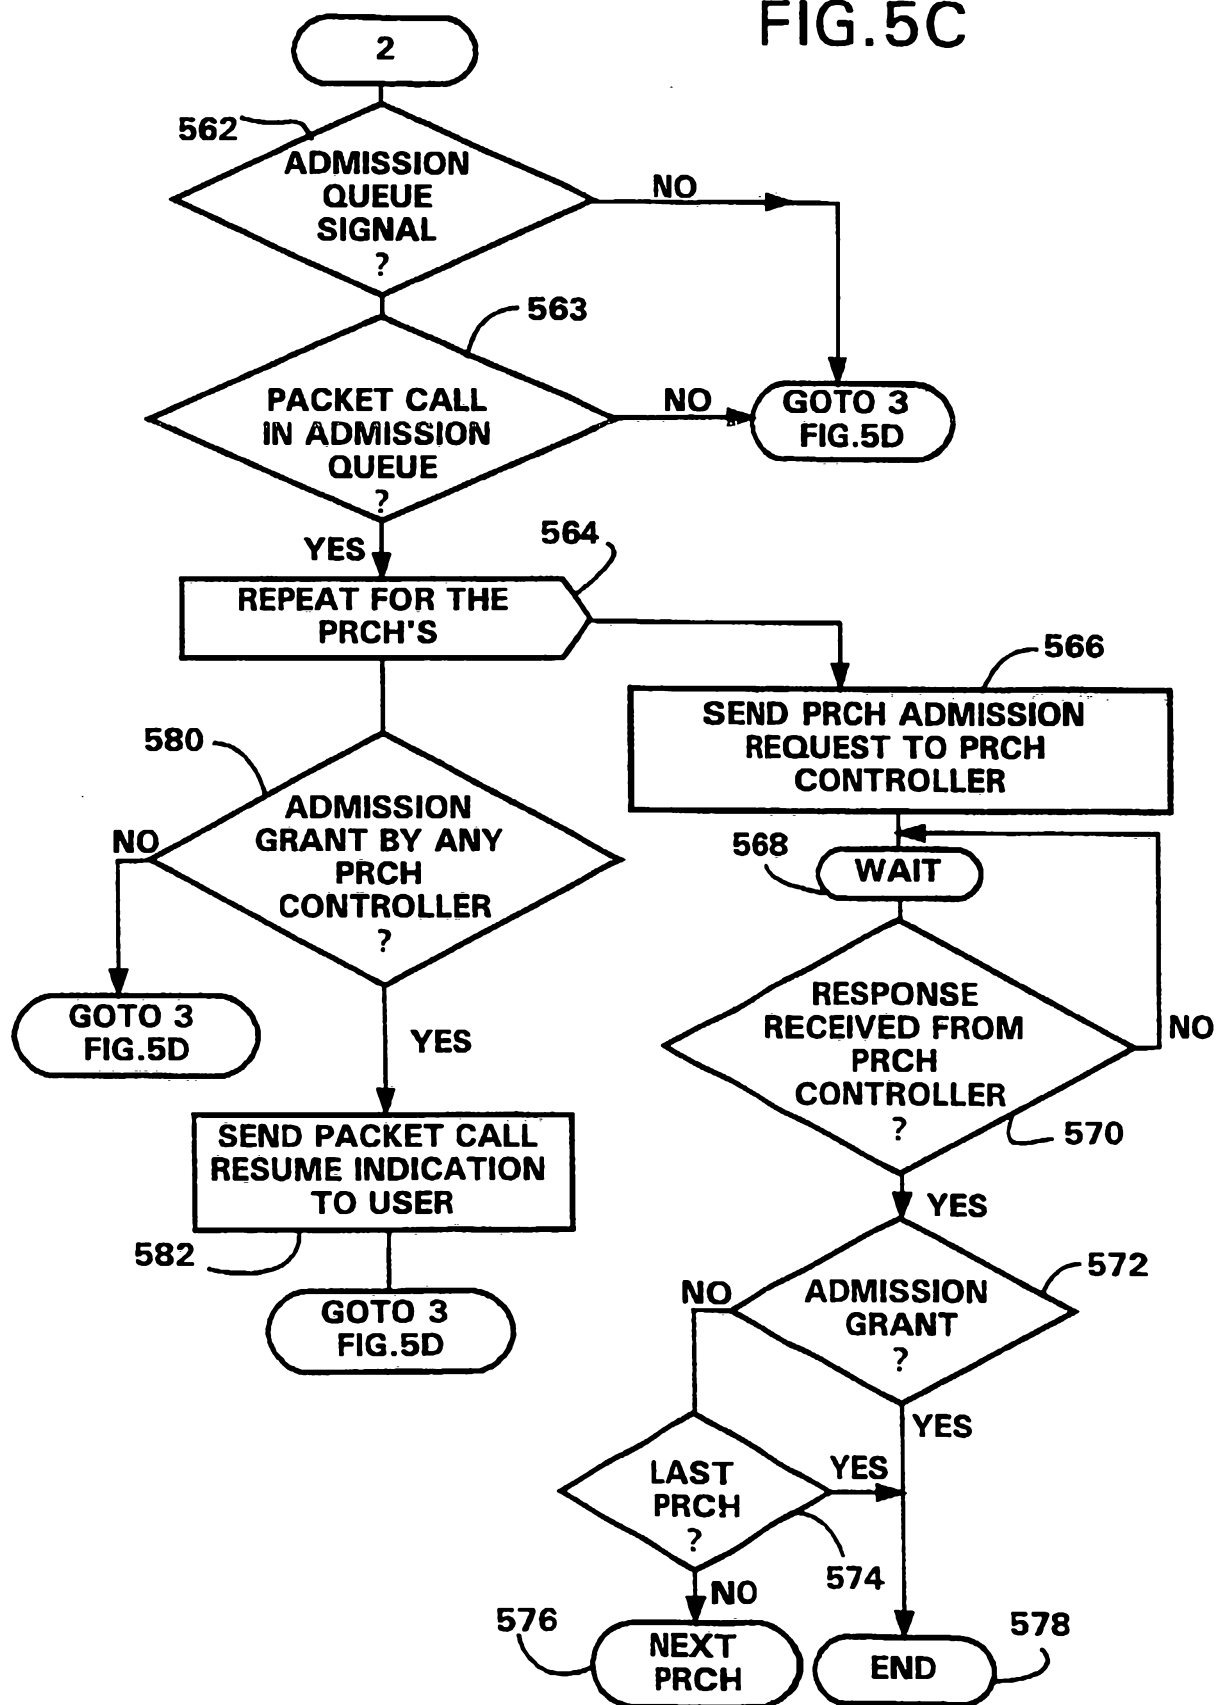 FIG.5C
2
562
ADMISSION
QUEUE
SIGNAL
?
NO
563
PACKET CALL
IN ADMISSION
QUEUE
?
NO
GOTO 3
FIG.5D
YES
564
REPEAT FOR THE
PRCH'S
566
SEND PRCH ADMISSION
REQUEST TO PRCH
CONTROLLER
580
ADMISSION
GRANT BY ANY
PRCH
CONTROLLER
?
NO
568
WAIT
GOTO 3
FIG.5D
YES
RESPONSE
RECEIVED FROM
PRCH
CONTROLLER
?
NO
570
SEND PACKET CALL
RESUME INDICATION
TO USER
582
YES
GOTO 3
FIG.5D
572
ADMISSION
GRANT
?
NO
YES
LAST
PRCH
?
YES
574
NO
576
NEXT
PRCH
END
578